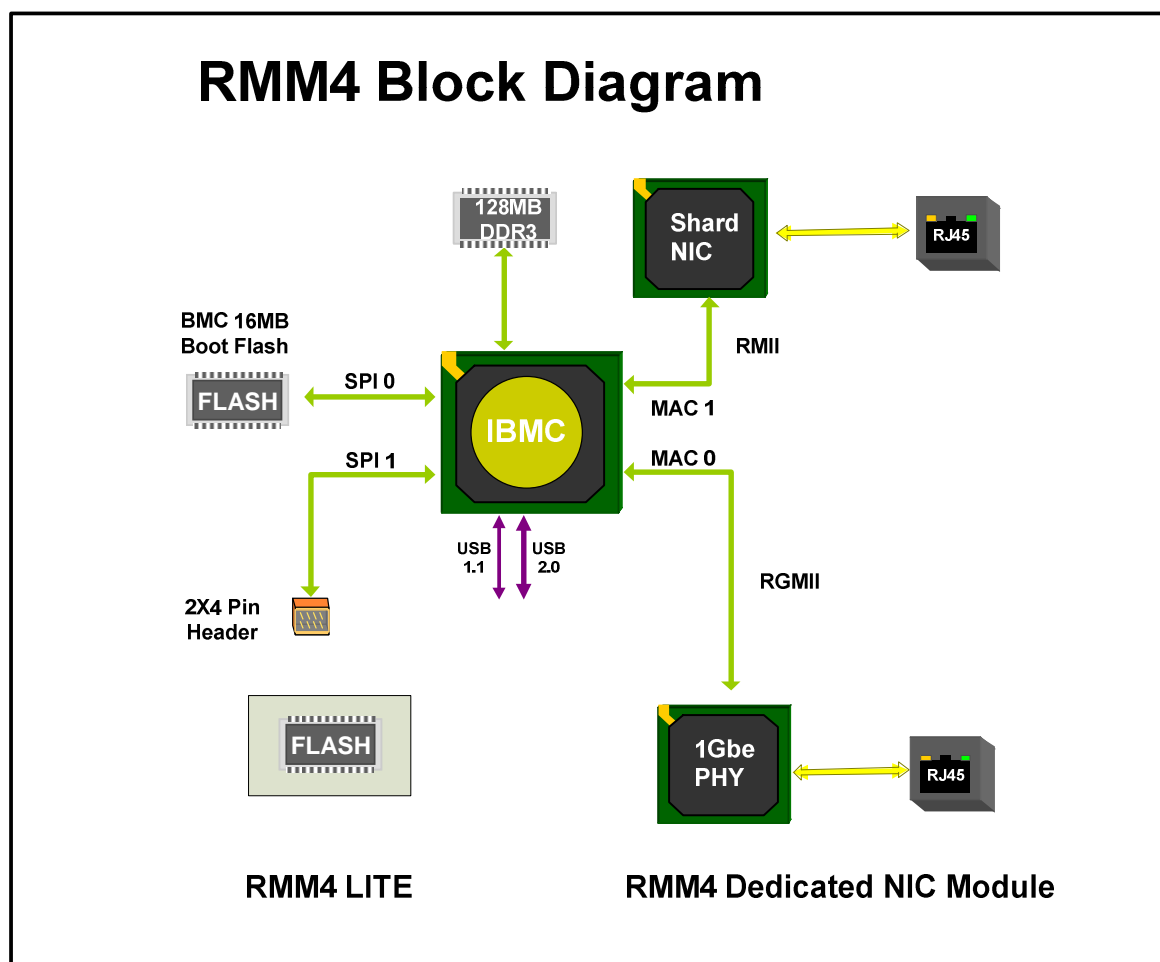 RMM4 Block Diagram
128MB
DDR3
Shard
NIC
RJ45
BMC 16MB
Boot Flash
FLASH
SPI 0
IBMC
RMII
MAC 1
SPI 1
MAC 0
USB
1.1
USB
2.0
RGMII
2X4 Pin
Header
FLASH
1Gbe
PHY
RJ45
RMM4 LITE
RMM4 Dedicated NIC Module